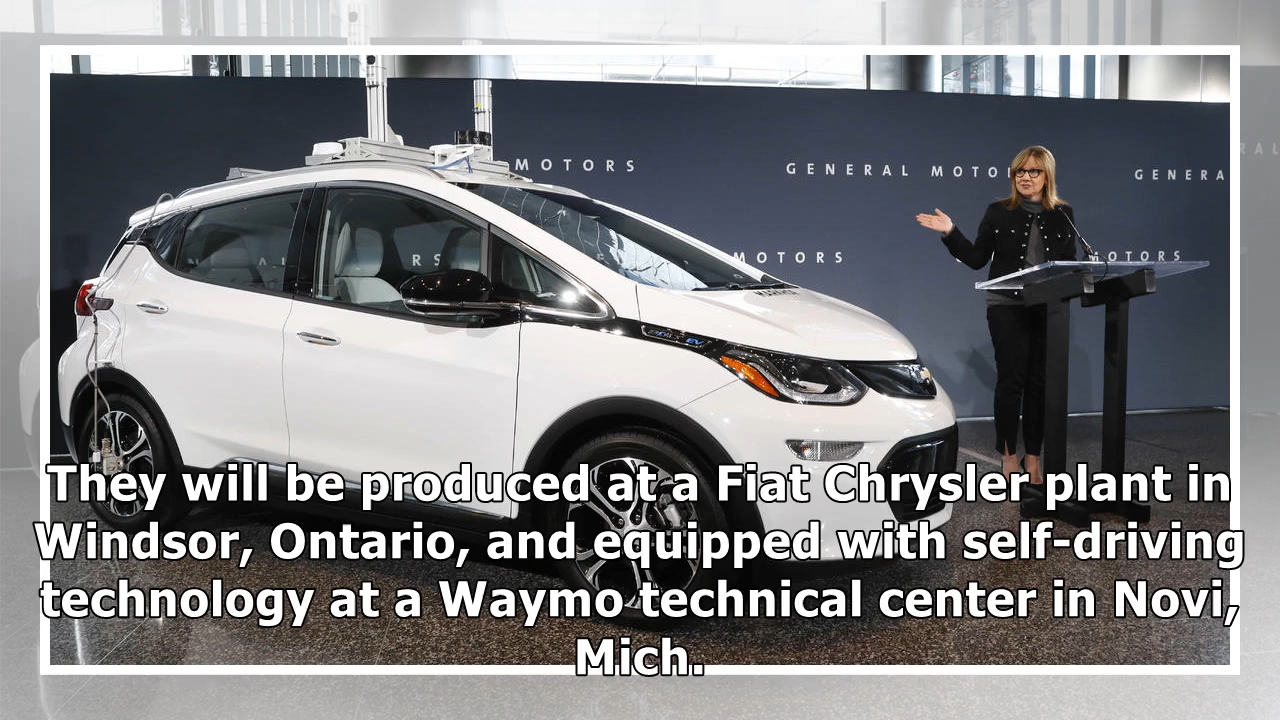 MOTORS
GENERAL MOTO
GENERA
MOTORS
MOTORS
EV
They will be produced at a Fiat Chrysler plant in
Windsor, Ontario, and equipped with self-driving
technology at a Waymo technical center in Novi,
Mich.